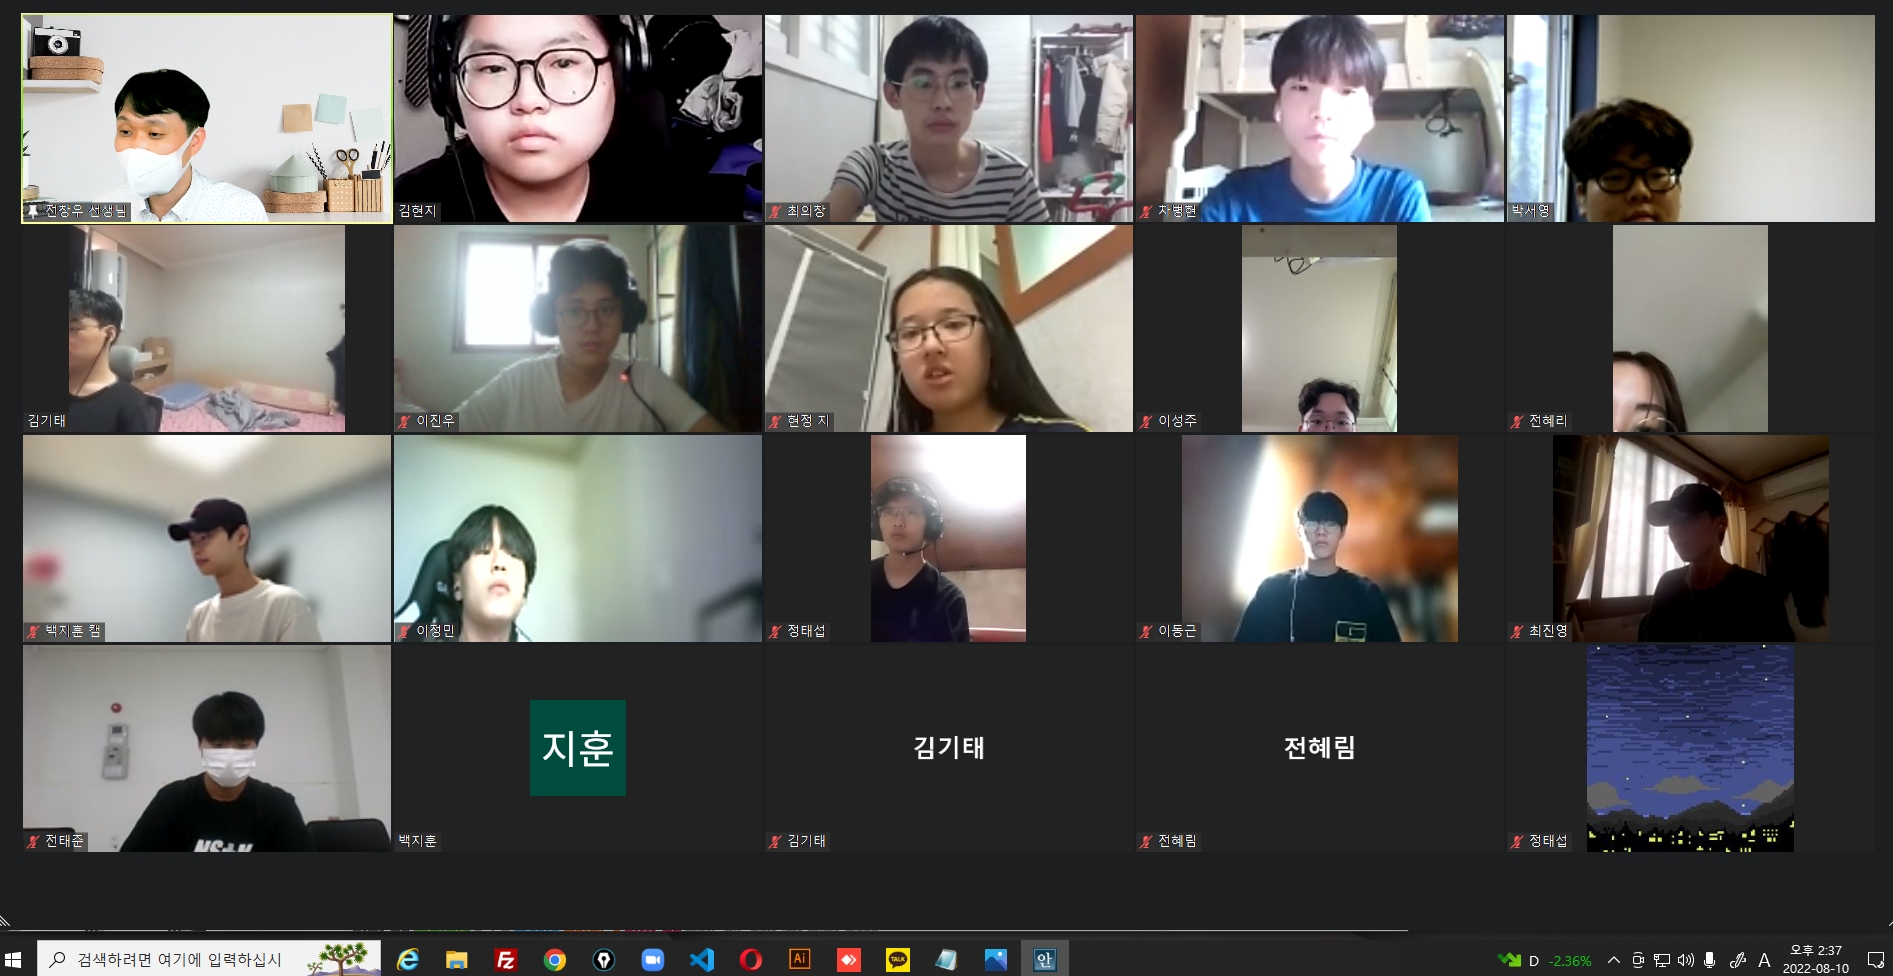 전창우 선생님
김현지
최의창
차병현
박서영
김기태
이진우
현정 지
이성주
전혜리
백지훈 캠
이정민
정태섭
이동근
최진영
NS+K
전태준
지훈
백지훈
김기태
김기태
전혜림
전혜림
정태섭
검색하려면 여기에 입력하십시
Fz
Ai
TALK
안
D -2.36%
A
오후 2:37
2022-08-10